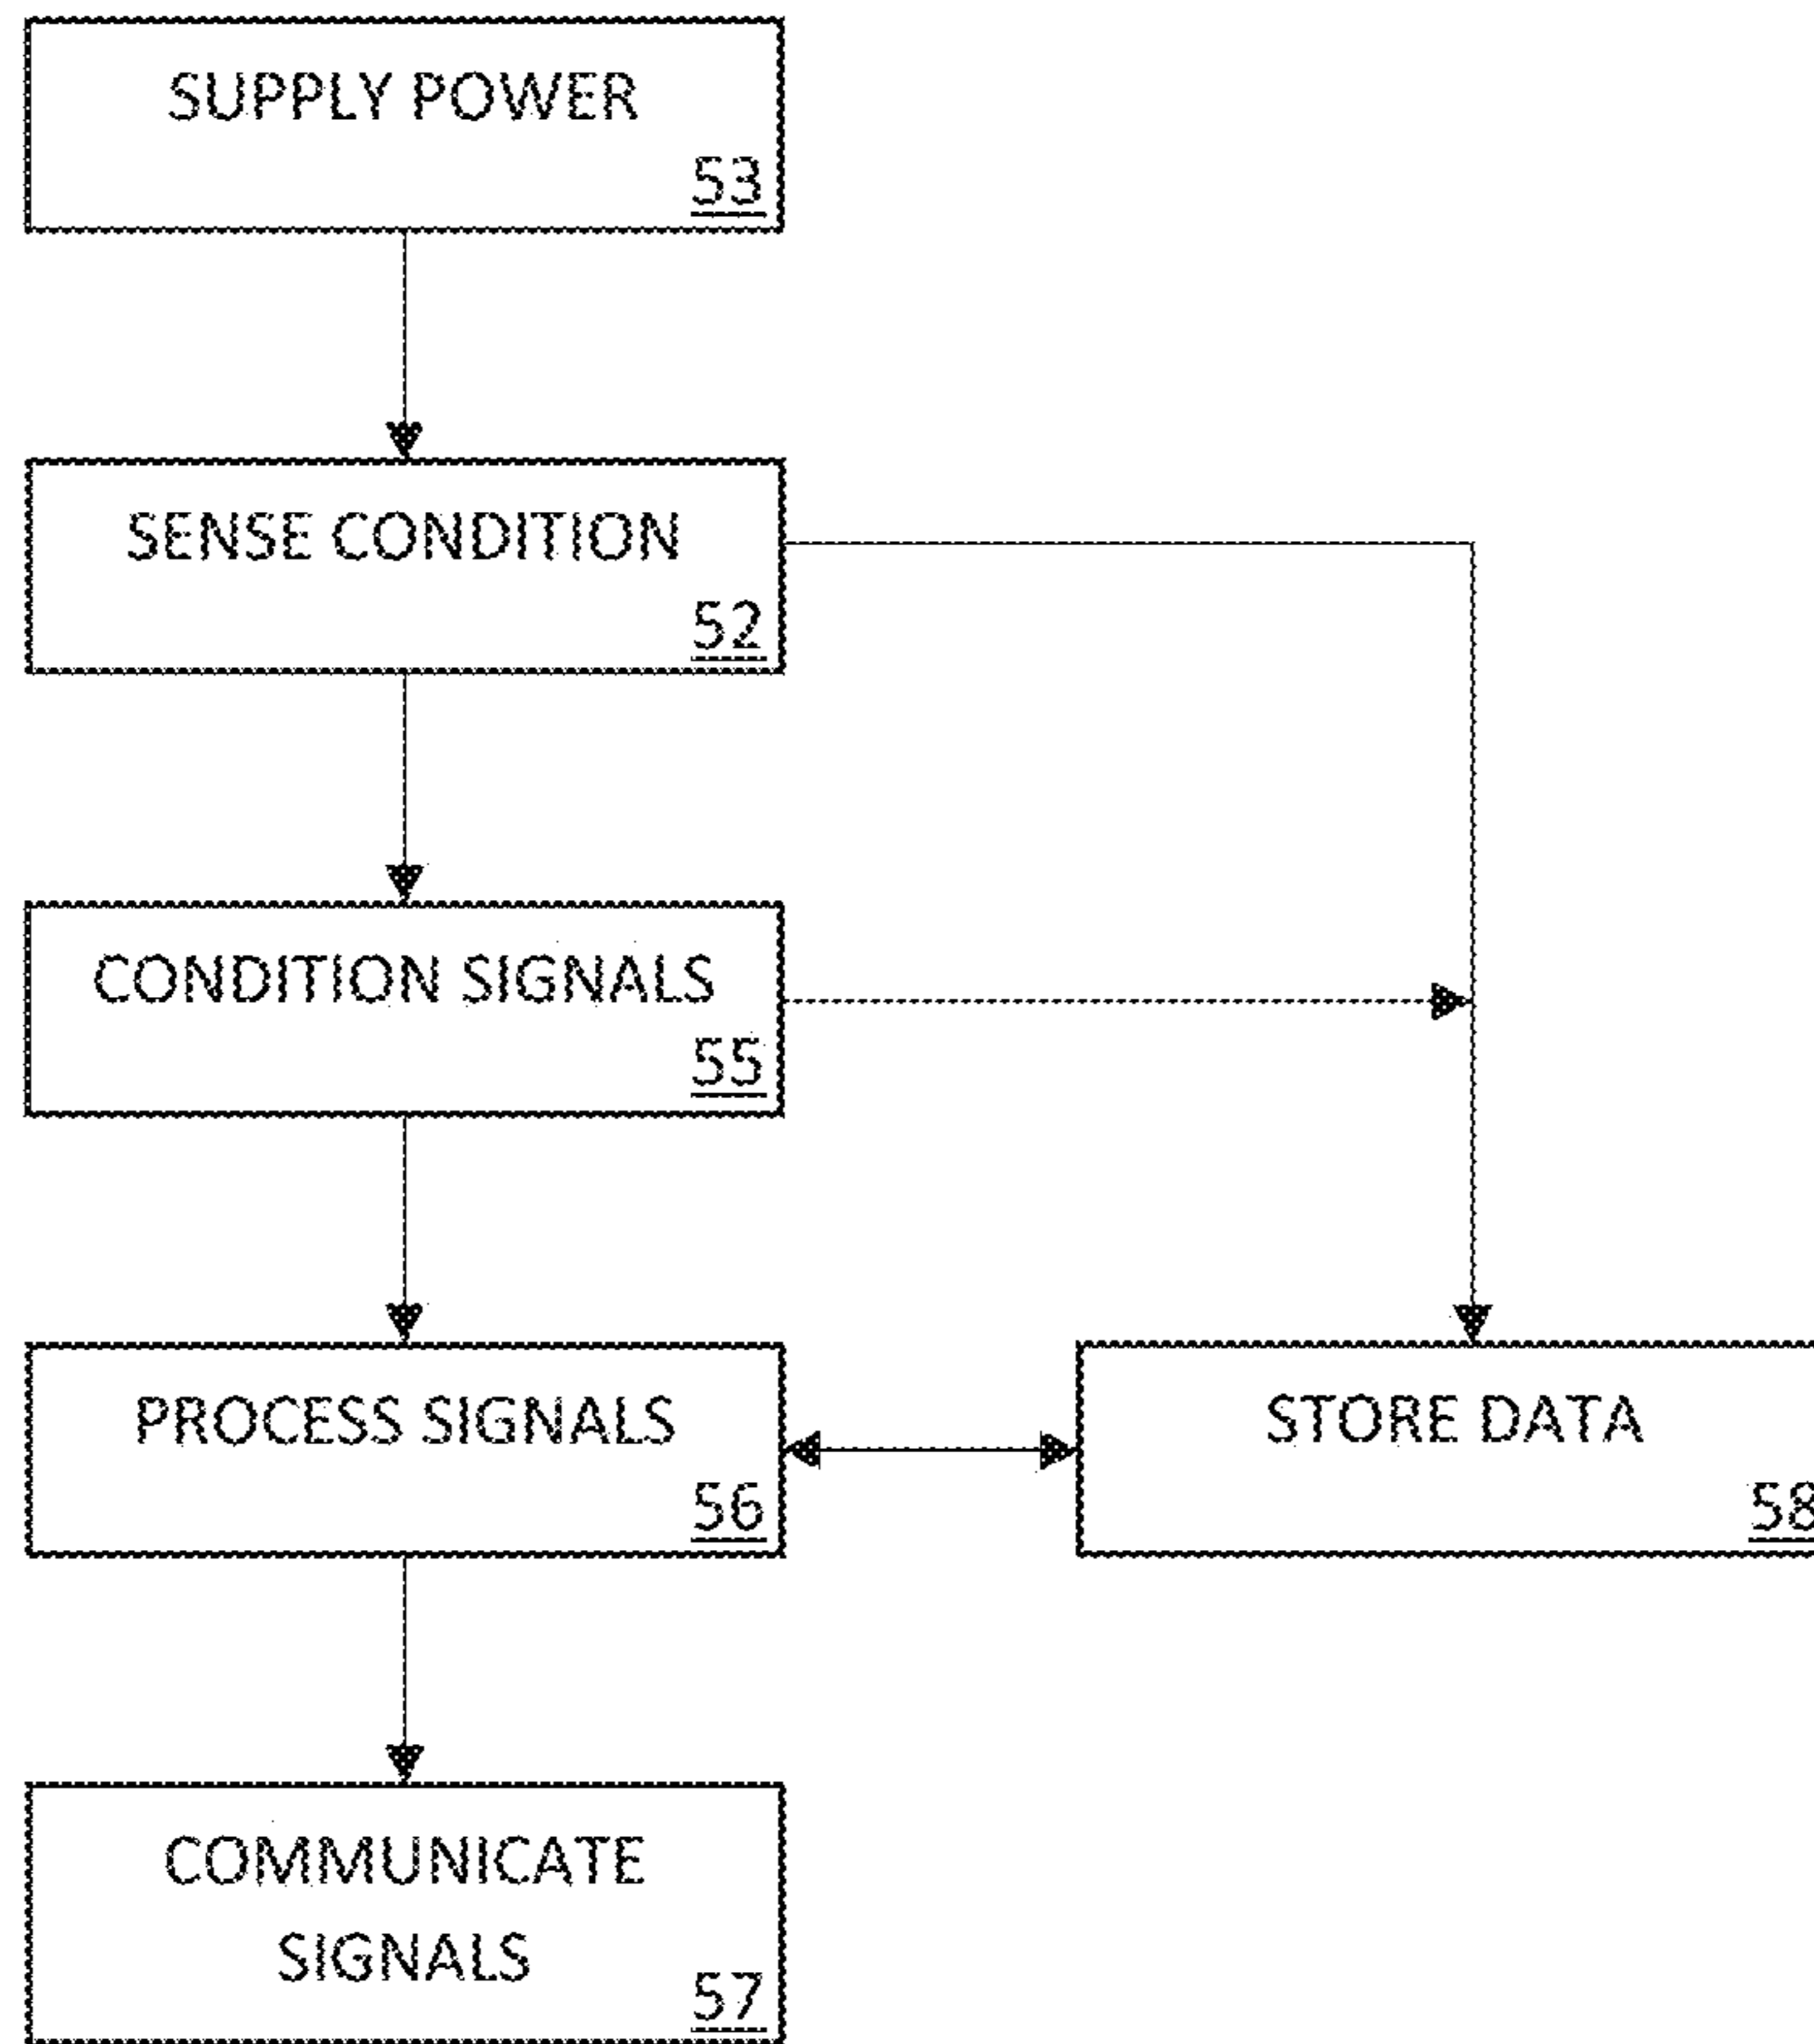 SUPPLY POWER
53
SENSE CONDITION
52
CONDITION SIGNALS
55
PROCESS SIGNALS
56
STORE DATA
58
COMMUNICATE
SIGNALS
57